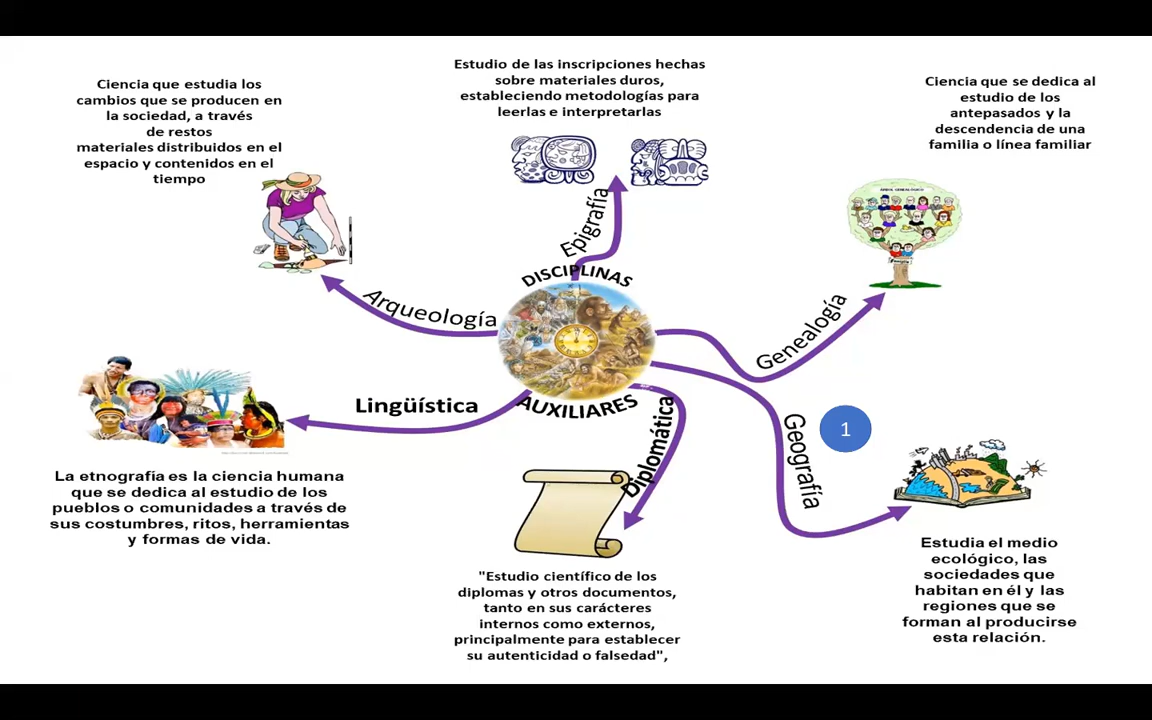 Ciencia que estudia los
cambios que se producen en
la sociedad, a través
de restos
materiales distribuidos en el
espacio y contenidos en el
tiempo
Estudio de las inscripciones hechas
sobre materiales duros,
estableciendo metodologías para
leerlas e interpretarlas
Ciencia que se dedica al
estudio de los
antepasados y la
descendencia de una
familia o línea familiar
ÁRBOL GENEALÓGICO
Epigrafía
DISCIPLINAS
AUXILIARES
Arqueología
Genealogía
Lingüística
Diplomática
Geografía
1
La etnografía es la ciencia humana
que se dedica al estudio de los
pueblos o comunidades a través de
sus costumbres, ritos, herramientas
y formas de vida.
"Estudio científico de los
diplomas y otros documentos,
tanto en sus carácteres
internos como externos,
principalmente para establecer
su autenticidad o falsedad",
Estudia el medio
ecológico, las
sociedades que
habitan en él y las
regiones que se
forman al producirse
esta relación.